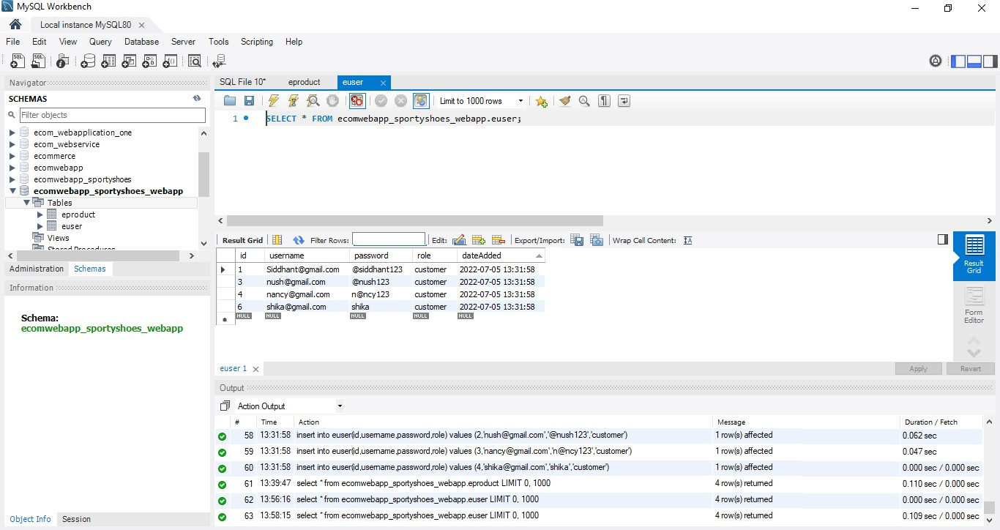 MySQL Workbench
Local instance MySQL80
File Edit View Query Database Server Tools Scripting Help
Navigator
SCHEMAS
Filter objects
ecom_webapplication_one
ecom_webservice
ecommerce
ecomwebapp
ecomwebapp_sportyshoes
ecomwebapp_sportyshoes_webapp
Tables
eproduct
euser
Views
Stored Procedures
Administration Schemas
Information
Schema:
ecomwebapp_sportyshoes_webapp
Object Info Session
SQL File 10* eproduct euser
Limit to 1000 rows
1 SELECT * FROM ecomwebapp_sportyshoes_webapp.euser;
Result Grid Filter Rows: Edit: Export/Import: Wrap Cell Content:
id username password role dateAdded
1 Siddhant@gmail.com @siddhant123 customer 2022-07-05 13:31:58
3 nush@gmail.com @nush123 customer 2022-07-05 13:31:58
4 nancy@gmail.com n@ncy123 customer 2022-07-05 13:31:58
6 shika@gmail.com shika customer 2022-07-05 13:31:58
NULL NULL NULL NULL NULL
Result
Grid
Form
Editor
euser 1
Apply Revert
Output
Action Output
# Time Action Message Duration / Fetch
58 13:31:58 insert into euser(id,username,password,role) values (2,'nush@gmail.com','@nush123','customer') 1 row(s) affected 0.062 sec
59 13:31:58 insert into euser(id,username,password,role) values (3,'nancy@gmail.com','n@ncy123','customer') 1 row(s) affected 0.047 sec
60 13:31:58 insert into euser(id,username,password,role) values (4,'shika@gmail.com','shika','customer') 1 row(s) affected 0.000 sec / 0.000 sec
61 13:39:47 select * from ecomwebapp_sportyshoes_webapp.eproduct LIMIT 0, 1000 4 row(s) returned 0.110 sec / 0.000 sec
62 13:56:16 select * from ecomwebapp_sportyshoes_webapp.euser LIMIT 0, 1000 4 row(s) returned 0.000 sec / 0.000 sec
63 13:58:15 select * from ecomwebapp_sportyshoes_webapp.euser LIMIT 0, 1000 4 row(s) returned 0.109 sec / 0.000 sec